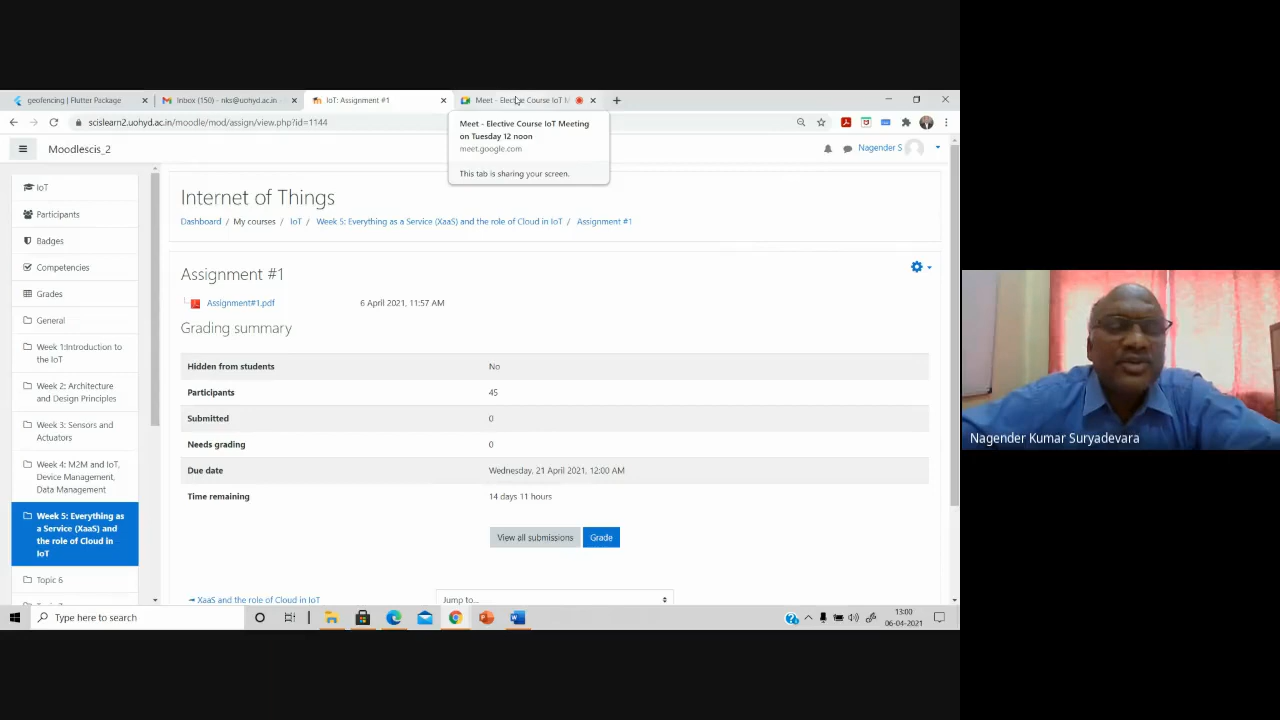 geofencing | Flutter Package
Inbox (150) - nks@uohyd.ac.in
IoT: Assignment #1
Meet - Elective Course IoT M
scislearn2.uohyd.ac.in/moodle/mod/assign/view.php?id=1144
Meet - Elective Course IoT Meeting
on Tuesday 12 noon
meet.google.com
This tab is sharing your screen.
Moodlescis_2
Nagender S
IoT
Participants
Badges
Competencies
Grades
General
Week 1:Introduction to
the IoT
Week 2: Architecture
and Design Principles
Week 3: Sensors and
Actuators
Week 4: M2M and IoT,
Device Management,
Data Management
Week 5: Everything as
a Service (XaaS) and
the role of Cloud in
IoT
Topic 6
Internet of Things
Dashboard / My courses / IoT / Week 5: Everything as a Service (XaaS) and the role of Cloud in IoT / Assignment #1
Assignment #1
Assignment#1.pdf 6 April 2021, 11:57 AM
Grading summary
Hidden from students No
Participants 45
Submitted 0
Needs grading 0
Due date Wednesday, 21 April 2021, 12:00 AM
Time remaining 14 days 11 hours
View all submissions Grade
XaaS and the role of Cloud in IoT
Jump to...
Nagender Kumar Suryadevara
Type here to search
13:00
06-04-2021